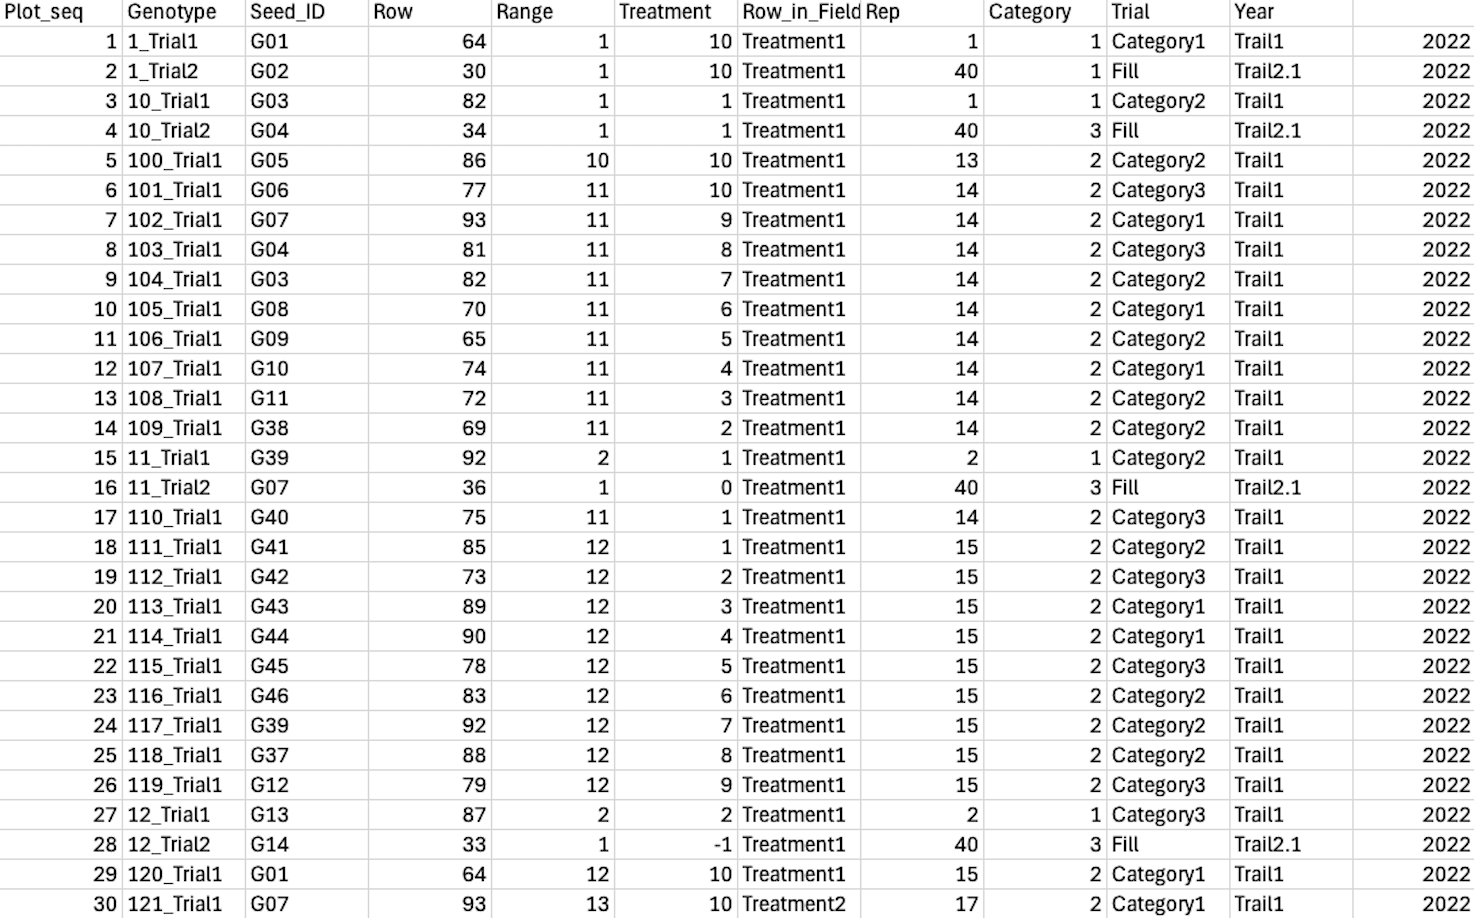 Plot_seq Genotype Seed_ID Row Range Treatment Row_in_Field Rep Category Trial Year
1 1_Trial1 G01 64 1 10 Treatment1 1 1 Category1 Trail1 2022
2 1_Trial2 G02 30 1 10 Treatment1 40 1 Fill Trail2.1 2022
3 10_Trial1 G03 82 1 1 Treatment1 1 1 Category2 Trail1 2022
4 10_Trial2 G04 34 1 1 Treatment1 40 3 Fill Trail2.1 2022
5 100_Trial1 G05 86 10 10 Treatment1 13 2 Category2 Trail1 2022
6 101_Trial1 G06 77 11 10 Treatment1 14 2 Category3 Trail1 2022
7 102_Trial1 G07 93 11 9 Treatment1 14 2 Category1 Trail1 2022
8 103_Trial1 G04 81 11 8 Treatment1 14 2 Category3 Trail1 2022
9 104_Trial1 G03 82 11 7 Treatment1 14 2 Category2 Trail1 2022
10 105_Trial1 G08 70 11 6 Treatment1 14 2 Category1 Trail1 2022
11 106_Trial1 G09 65 11 5 Treatment1 14 2 Category2 Trail1 2022
12 107_Trial1 G10 74 11 4 Treatment1 14 2 Category1 Trail1 2022
13 108_Trial1 G11 72 11 3 Treatment1 14 2 Category2 Trail1 2022
14 109_Trial1 G38 69 11 2 Treatment1 14 2 Category2 Trail1 2022
15 11_Trial1 G39 92 2 1 Treatment1 2 1 Category2 Trail1 2022
16 11_Trial2 G07 36 1 0 Treatment1 40 3 Fill Trail2.1 2022
17 110_Trial1 G40 75 11 1 Treatment1 14 2 Category3 Trail1 2022
18 111_Trial1 G41 85 12 1 Treatment1 15 2 Category2 Trail1 2022
19 112_Trial1 G42 73 12 2 Treatment1 15 2 Category3 Trail1 2022
20 113_Trial1 G43 89 12 3 Treatment1 15 2 Category1 Trail1 2022
21 114_Trial1 G44 90 12 4 Treatment1 15 2 Category1 Trail1 2022
22 115_Trial1 G45 78 12 5 Treatment1 15 2 Category3 Trail1 2022
23 116_Trial1 G46 83 12 6 Treatment1 15 2 Category2 Trail1 2022
24 117_Trial1 G39 92 12 7 Treatment1 15 2 Category2 Trail1 2022
25 118_Trial1 G37 88 12 8 Treatment1 15 2 Category2 Trail1 2022
26 119_Trial1 G12 79 12 9 Treatment1 15 2 Category3 Trail1 2022
27 12_Trial1 G13 87 2 2 Treatment1 2 1 Category3 Trail1 2022
28 12_Trial2 G14 33 1 -1 Treatment1 40 3 Fill Trail2.1 2022
29 120_Trial1 G01 64 12 10 Treatment1 15 2 Category1 Trail1 2022
30 121_Trial1 G07 93 13 10 Treatment2 17 2 Category1 Trail1 2022